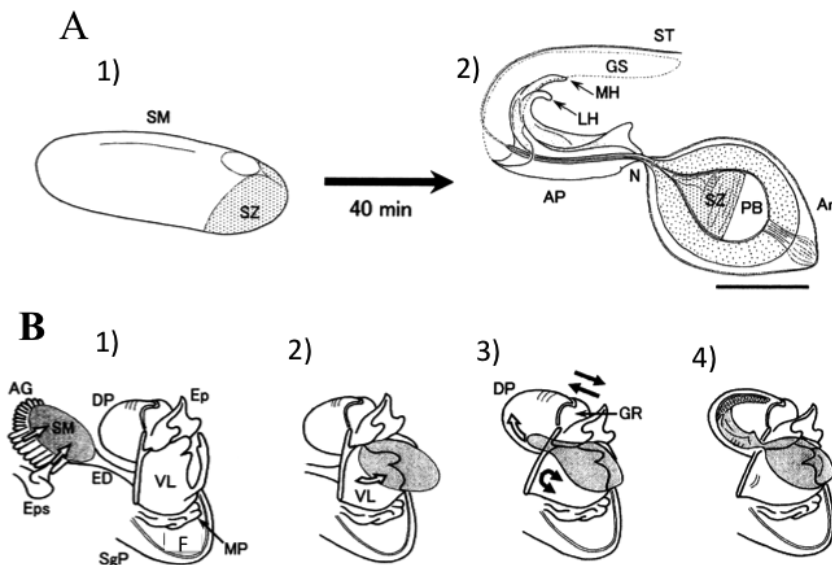 A
1)
SM
SZ
40 min
2)
ST
GS
MH
LH
AP
N
SZ
PB
Ar
B
1)
AG
SM
DP
Ep
ED
VL
Eps
F
MP
SgP
2)
VL
3)
DP
GR
4)